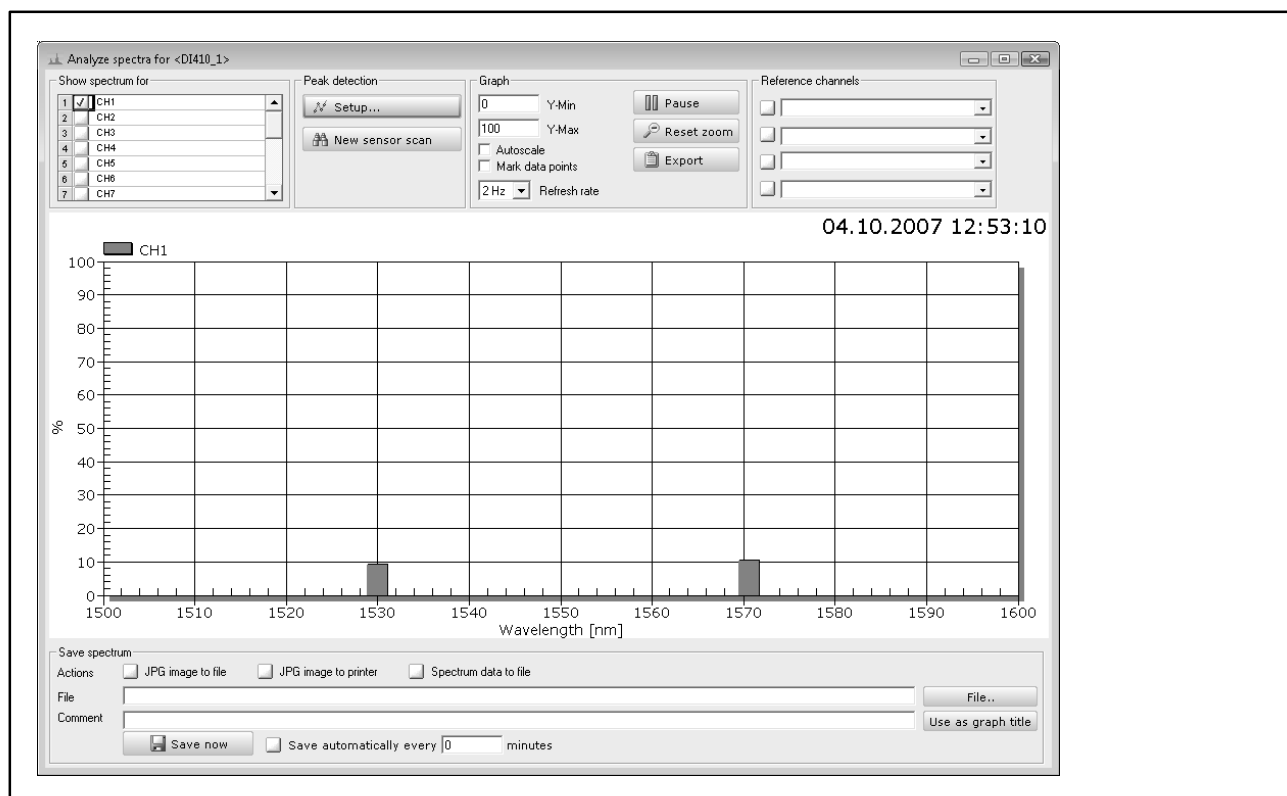 Analyze spectra for <DI410_1>
Show spectrum for
1 CH1
2 CH2
3 CH3
4 CH4
5 CH5
6 CH6
7 CH7
Peak detection
Setup...
New sensor scan
Graph
0 Y-Min
100 Y-Max
Autoscale
Mark data points
2 Hz Refresh rate
Pause
Reset zoom
Export
Reference channels
04.10.2007 12:53:10
CH1
100
90
80
70
60
50
40
30
20
10
0
%
1500 1510 1520 1530 1540 1550 1560 1570 1580 1590 1600
Wavelength [nm]
Save spectrum
Actions JPG image to file JPG image to printer Spectrum data to file
File File..
Comment Use as graph title
Save now Save automatically every 0 minutes